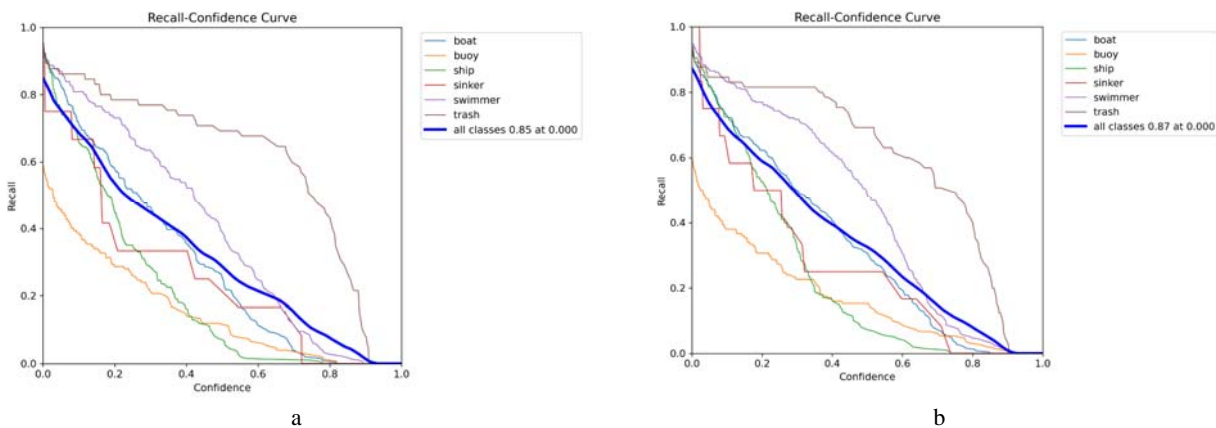 Recall-Confidence Curve
1.0
0.8
0.6
0.4
0.2
0.0
Recall
0.0 0.2 0.4 0.6 0.8 1.0
Confidence
boat
buoy
ship
sinker
swimmer
trash
all classes 0.85 at 0.000
a
Recall-Confidence Curve
1.0
0.8
0.6
0.4
0.2
0.0
Recall
0.0 0.2 0.4 0.6 0.8 1.0
Confidence
boat
buoy
ship
sinker
swimmer
trash
all classes 0.87 at 0.000
b